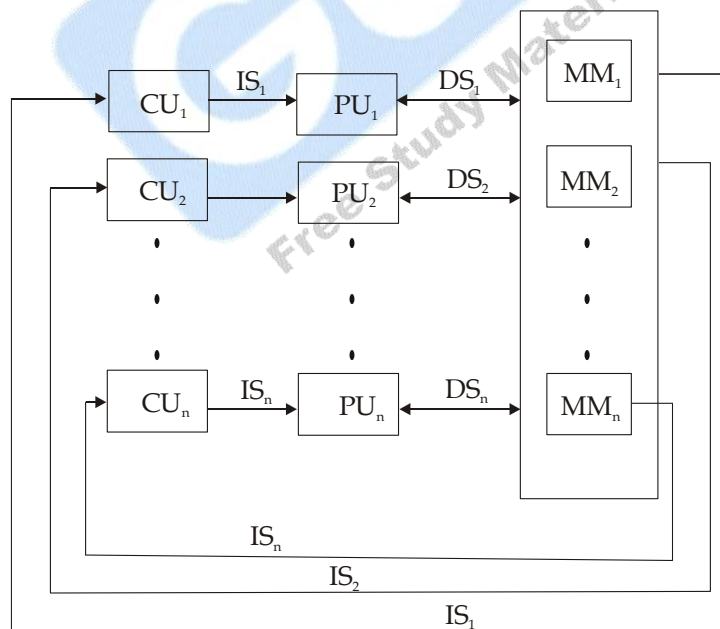 IS₁ DS₁ MM₁
CU₁ PU₁
DS₂ MM₂
CU₂ PU₂
Free Study Mater
ISₙ DSₙ MMₙ
CUₙ PUₙ
ISₙ
IS₂
IS₁